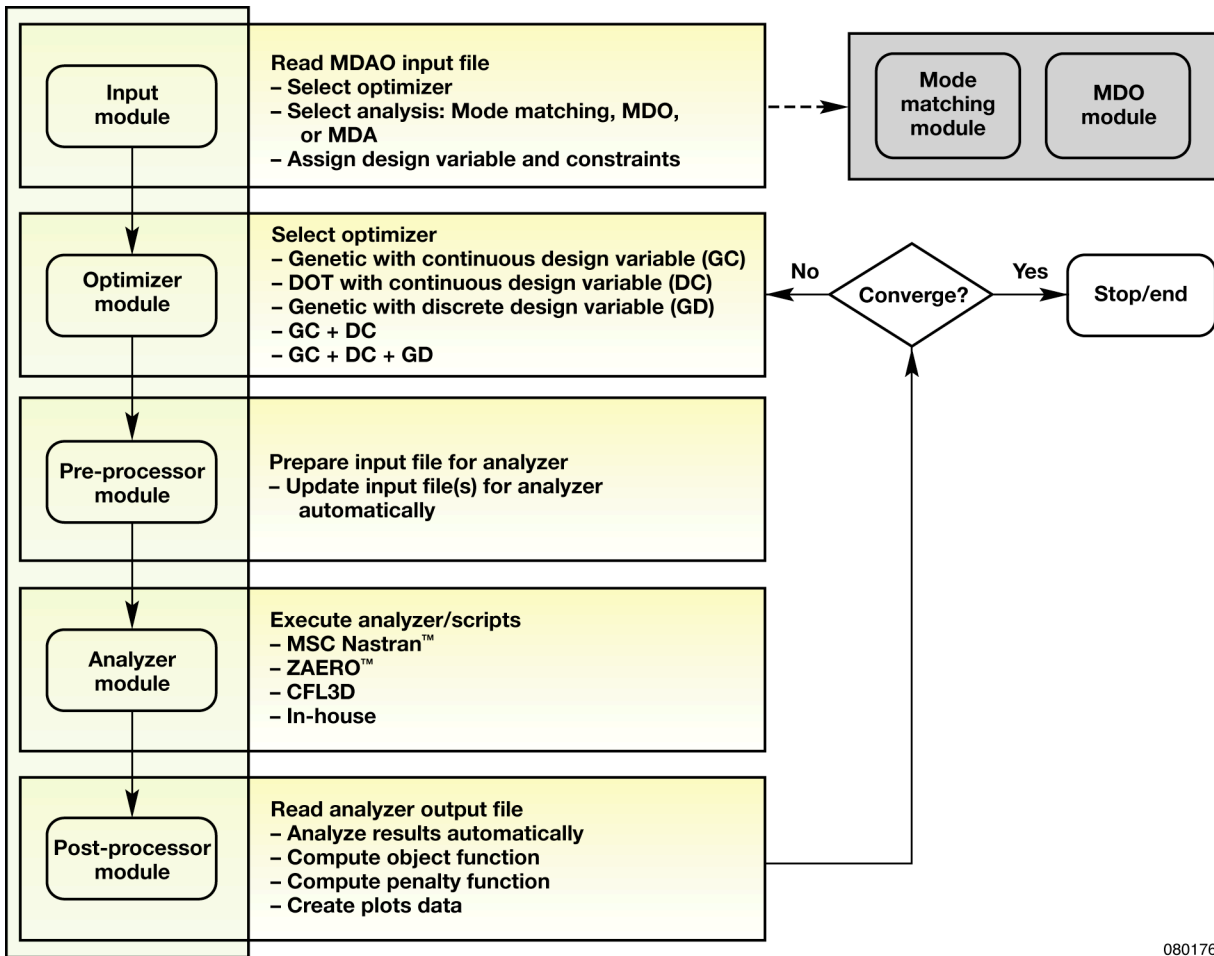 Input
module
Read MDAO input file
– Select optimizer
– Select analysis: Mode matching, MDO,
or MDA
– Assign design variable and constraints
Mode
matching
module
MDO
module
Optimizer
module
Select optimizer
– Genetic with continuous design variable (GC)
– DOT with continuous design variable (DC)
– Genetic with discrete design variable (GD)
– GC + DC
– GC + DC + GD
No
Converge?
Yes
Stop/end
Pre-processor
module
Prepare input file for analyzer
– Update input file(s) for analyzer
automatically
Analyzer
module
Execute analyzer/scripts
– MSC Nastran™
– ZAERO™
– CFL3D
– In-house
Post-processor
module
Read analyzer output file
– Analyze results automatically
– Compute object function
– Compute penalty function
– Create plots data
080176